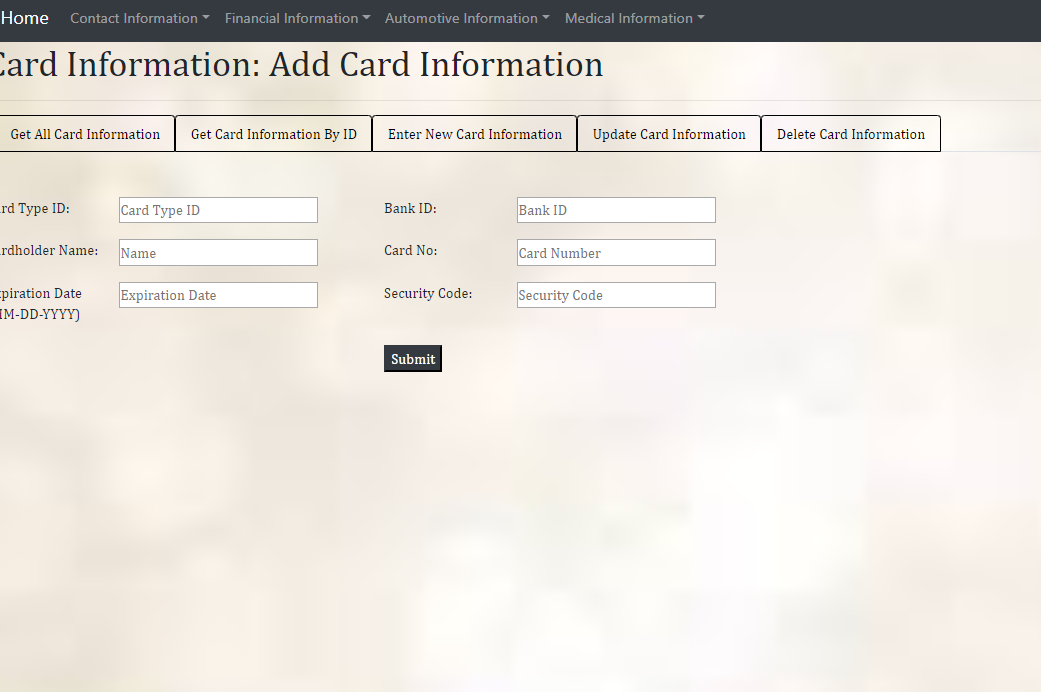 Home Contact Information Financial Information Automotive Information Medical Information
Card Information: Add Card Information
Get All Card Information Get Card Information By ID Enter New Card Information Update Card Information Delete Card Information
rd Type ID: Card Type ID Bank ID: Bank ID
rdholder Name: Name Card No: Card Number
piration Date Expiration Date Security Code: Security Code
M-DD-YYYY)
Submit